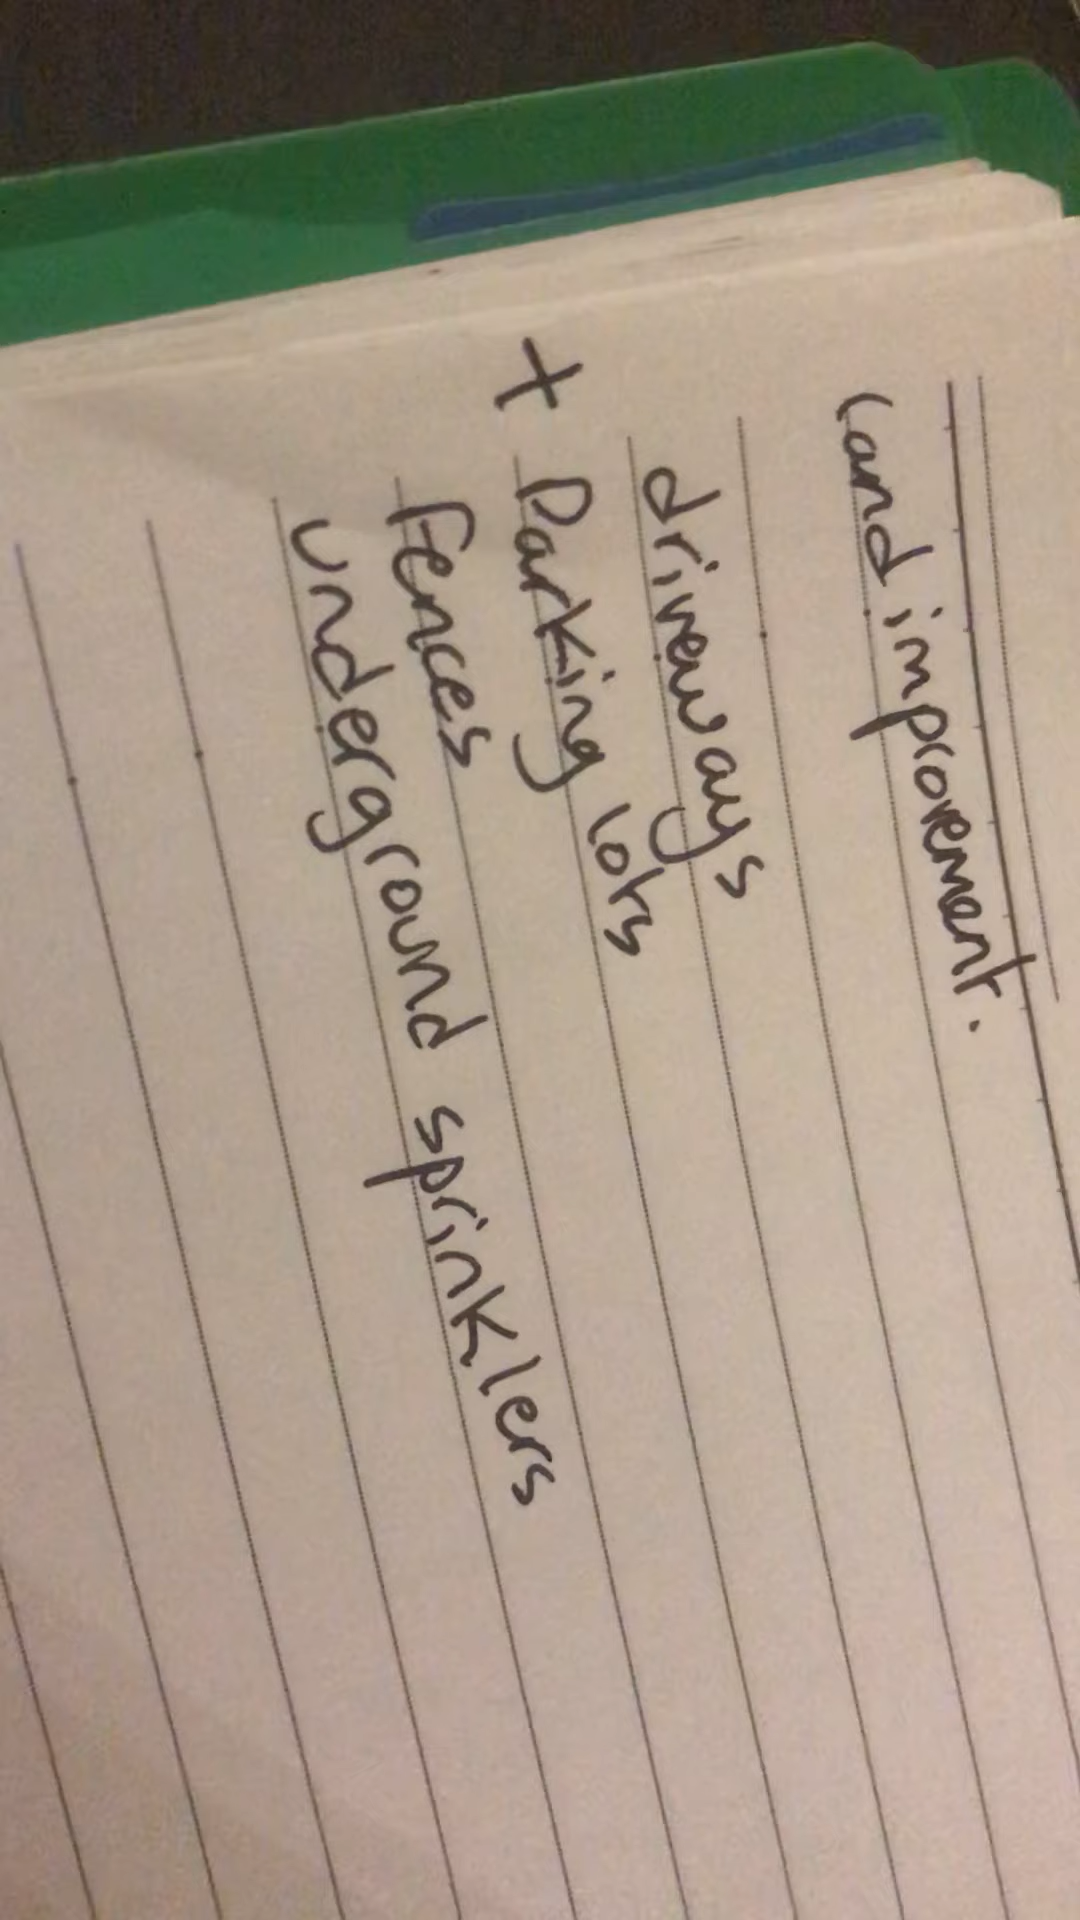 Land improvement.
driveways
+ Parking lots
Fences
underground sprinklers